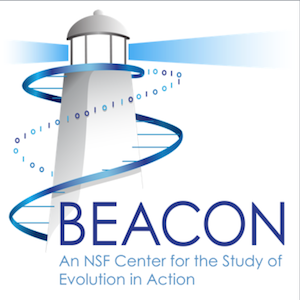 BEACON
An NSF Center for the Study of
Evolution in Action